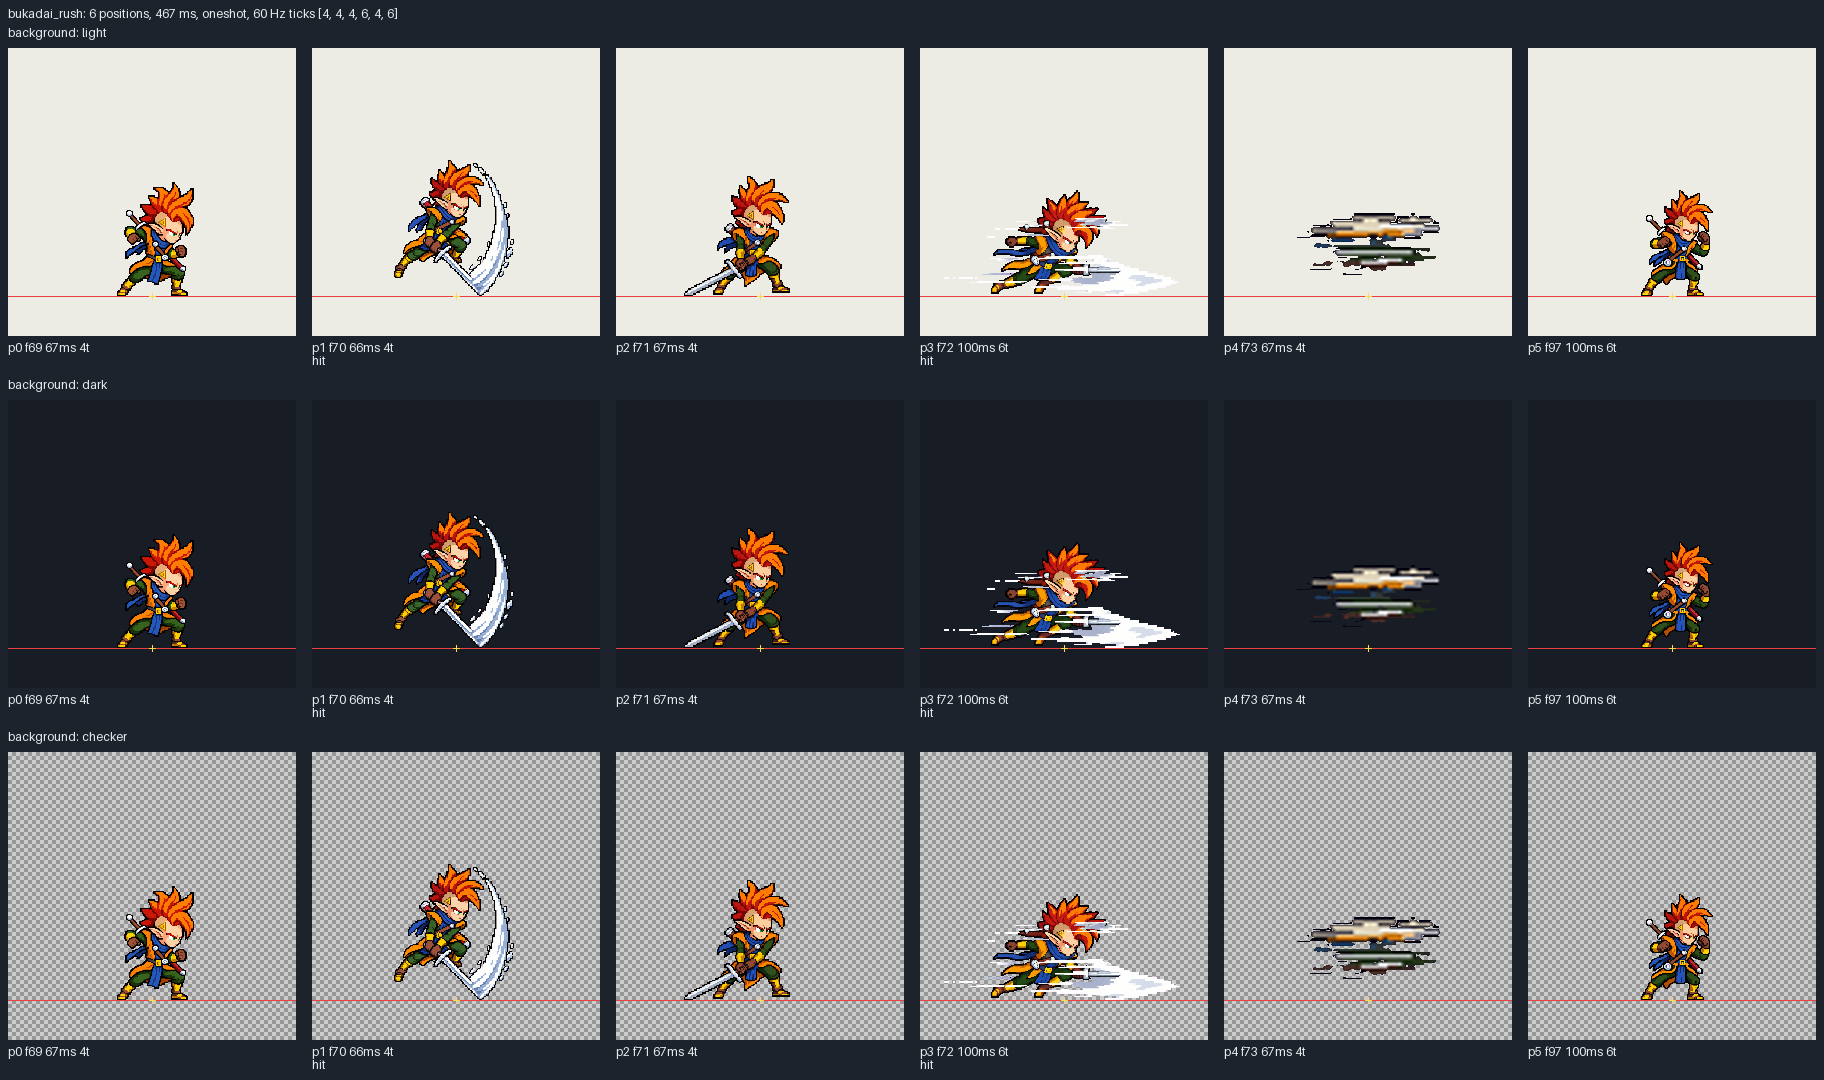 bukadai_rush: 6 positions, 467 ms, oneshot, 60 Hz ticks [4, 4, 4, 6, 4, 6]
background: light
p0 f69 67ms 4t
p1 f70 66ms 4t
hit
p2 f71 67ms 4t
p3 f72 100ms 6t
hit
p4 f73 67ms 4t
p5 f97 100ms 6t
background: dark
p0 f69 67ms 4t
p1 f70 66ms 4t
hit
p2 f71 67ms 4t
p3 f72 100ms 6t
hit
p4 f73 67ms 4t
p5 f97 100ms 6t
background: checker
p0 f69 67ms 4t
p1 f70 66ms 4t
hit
p2 f71 67ms 4t
p3 f72 100ms 6t
hit
p4 f73 67ms 4t
p5 f97 100ms 6t